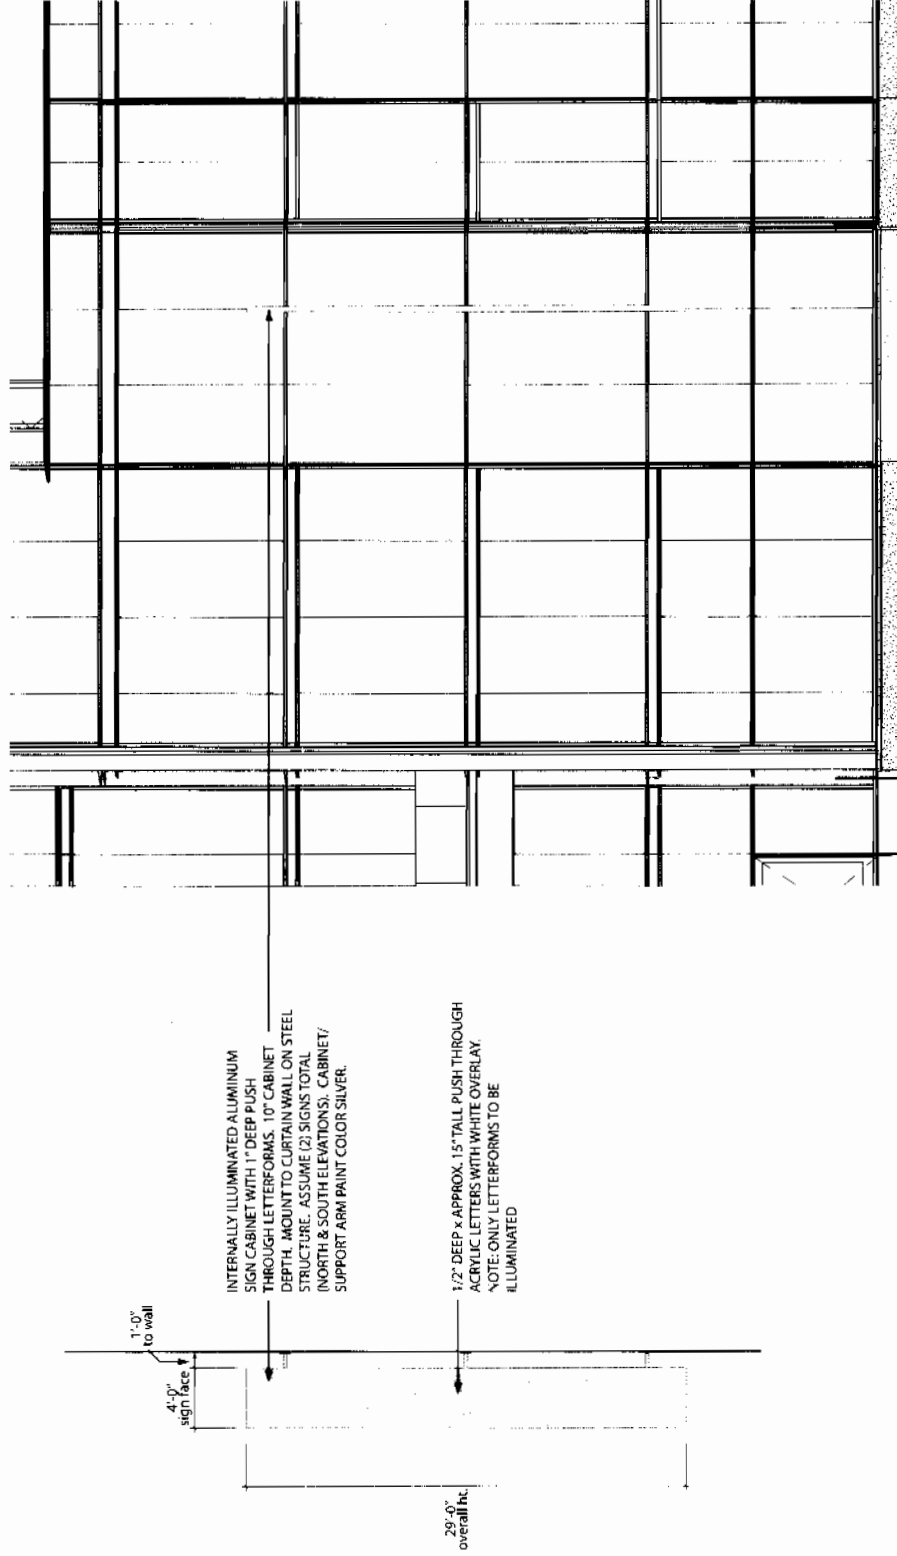 INTERNALLY ILLUMINATED ALUMINUM
SIGN CABINET WITH 1" DEEP PUSH
THROUGH LETTERFORMS. 10" CABINET
DEPTH. MOUNT TO CURTAIN WALL ON STEEL
STRUCTURE. ASSUME (2) SIGNS TOTAL
(NORTH & SOUTH ELEVATIONS). CABINET/
SUPPORT ARM PAINT COLOR SILVER.
1/2" DEEP x APPROX. 15" TALL PUSH THROUGH
ACRYLIC LETTERS WITH WHITE OVERLAY.
NOTE: ONLY LETTERFORMS TO BE
ILLUMINATED
1'-0"
to wall
4'-0"
sign face
29'-0"
overall ht.